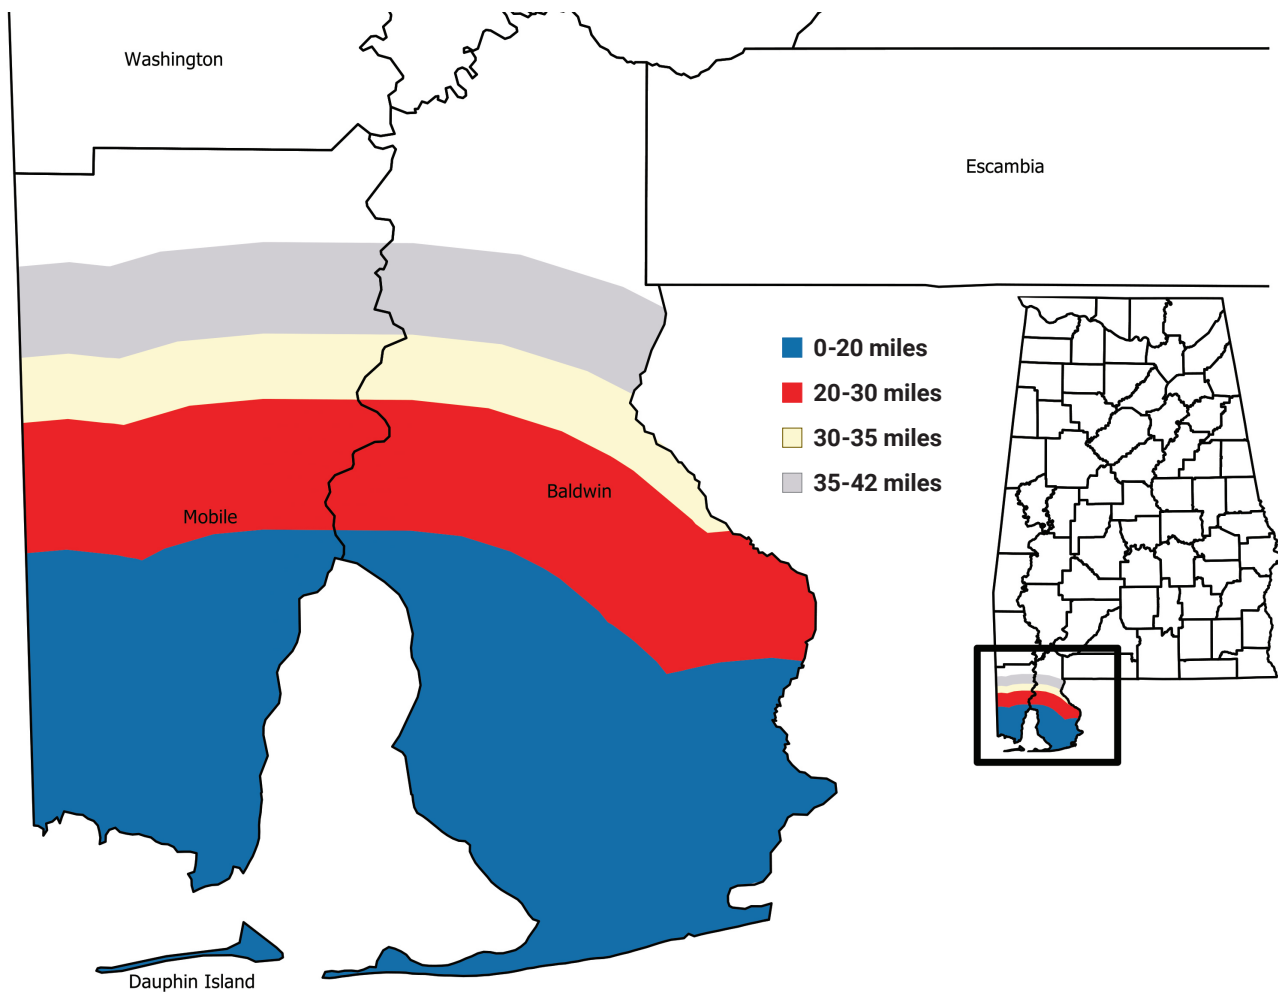 Washington
Escambia
0-20 miles
20-30 miles
30-35 miles
35-42 miles
Baldwin
Mobile
Dauphin Island